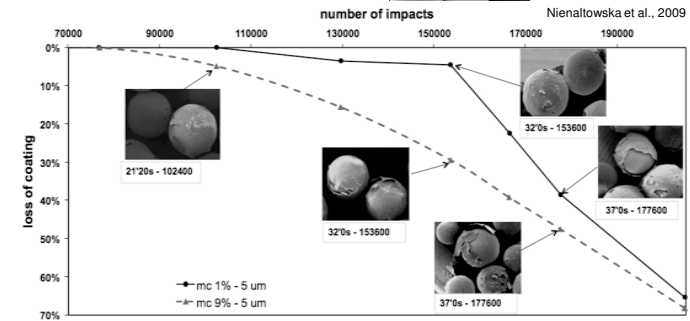 number of impacts
Nienaltowska et al., 2009
70000 90000 110000 130000 150000 170000 190000
0%
10%
20%
30%
40%
50%
60%
70%
loss of coating
21'20s - 102400
32'0s - 153600
32'0s - 153600
37'0s - 177600
37'0s - 177600
mc 1% - 5 um
mc 9% - 5 um